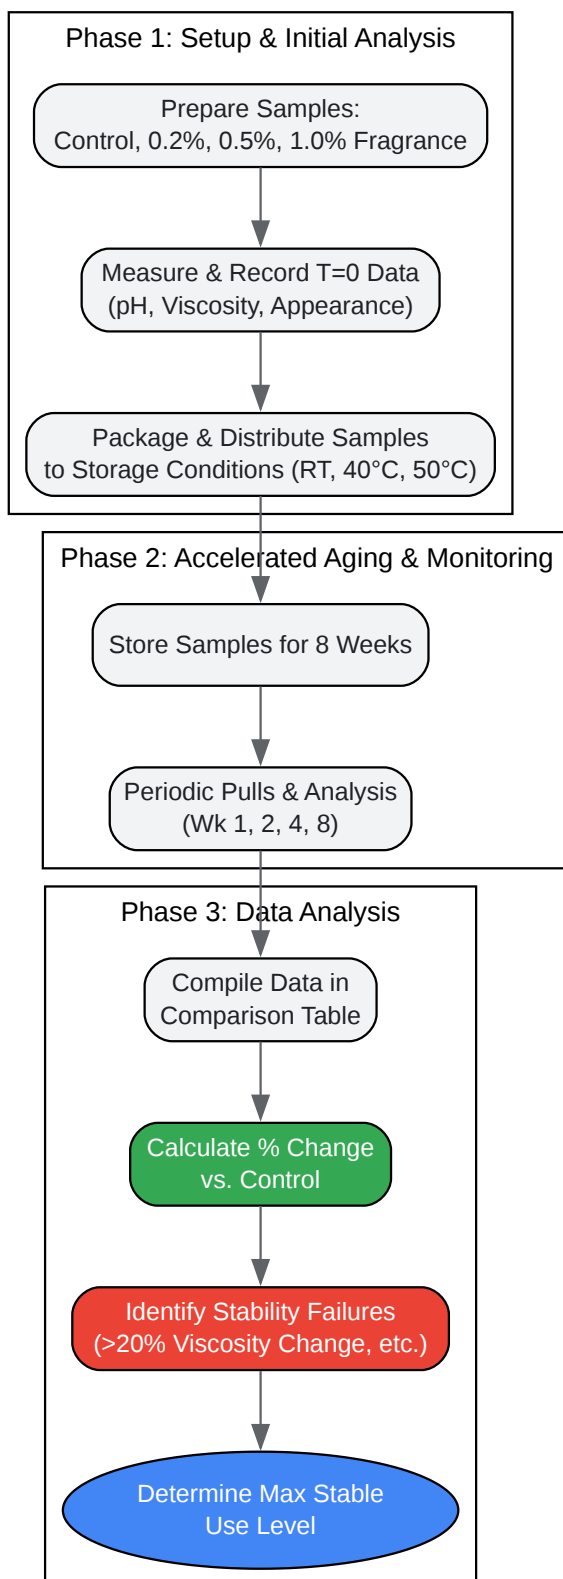 Phase 1: Setup & Initial Analysis
Prepare Samples:
Control, 0.2%, 0.5%, 1.0% Fragrance
Measure & Record T=0 Data
(pH, Viscosity, Appearance)
Package & Distribute Samples
to Storage Conditions (RT, 40°C, 50°C)
Phase 2: Accelerated Aging & Monitoring
Store Samples for 8 Weeks
Periodic Pulls & Analysis
(Wk 1, 2, 4, 8)
Phase 3: Data Analysis
Compile Data in
Comparison Table
Calculate % Change
vs. Control
Identify Stability Failures
(>20% Viscosity Change, etc.)
Determine Max Stable
Use Level